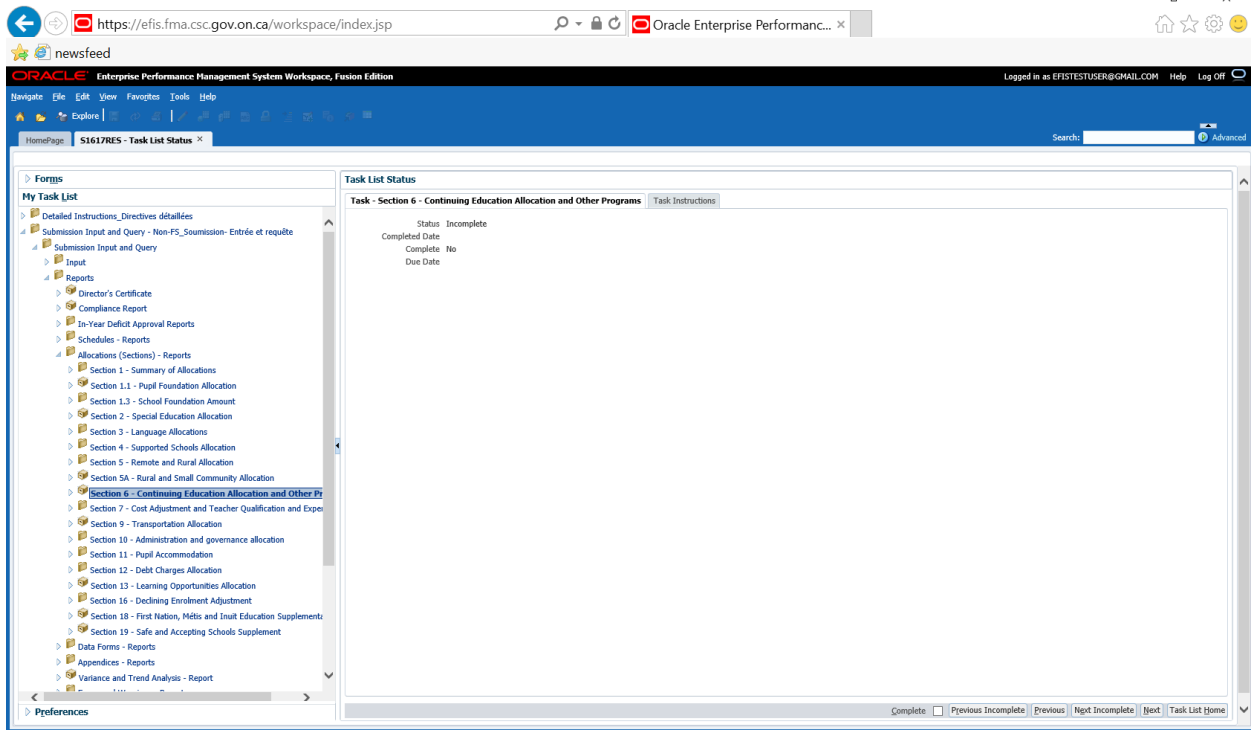 https://efis.fma.csc.gov.on.ca/workspace/index.jsp
Oracle Enterprise Performanc... ×
newsfeed
ORACLE Enterprise Performance Management System Workspace, Fusion Edition
Logged in as EFISTESTUSER@GMAIL.COM Help Log Off
Navigate File Edit View Favorites Tools Help
Explore
HomePage S1617RES - Task List Status ×
Search: Advanced
Forms
My Task List
Detailed Instructions_Directives détaillées
Submission Input and Query - Non-FS_Soumission- Entrée et requête
Submission Input and Query
Input
Reports
Director's Certificate
Compliance Report
In-Year Deficit Approval Reports
Schedules - Reports
Allocations (Sections) - Reports
Section 1 - Summary of Allocations
Section 1.1 - Pupil Foundation Allocation
Section 1.3 - School Foundation Amount
Section 2 - Special Education Allocation
Section 3 - Language Allocations
Section 4 - Supported Schools Allocation
Section 5 - Remote and Rural Allocation
Section 5A - Rural and Small Community Allocation
Section 6 - Continuing Education Allocation and Other Pr
Section 7 - Cost Adjustment and Teacher Qualification and Exper
Section 9 - Transportation Allocation
Section 10 - Administration and governance allocation
Section 11 - Pupil Accommodation
Section 12 - Debt Charges Allocation
Section 13 - Learning Opportunities Allocation
Section 16 - Declining Enrolment Adjustment
Section 18 - First Nation, Métis and Inuit Education Supplementa
Section 19 - Safe and Accepting Schools Supplement
Data Forms - Reports
Appendices - Reports
Variance and Trend Analysis - Report
Preferences
Task List Status
Task - Section 6 - Continuing Education Allocation and Other Programs Task Instructions
Status Incomplete
Completed Date
Complete No
Due Date
Complete Previous Incomplete Previous Next Incomplete Next Task List Home